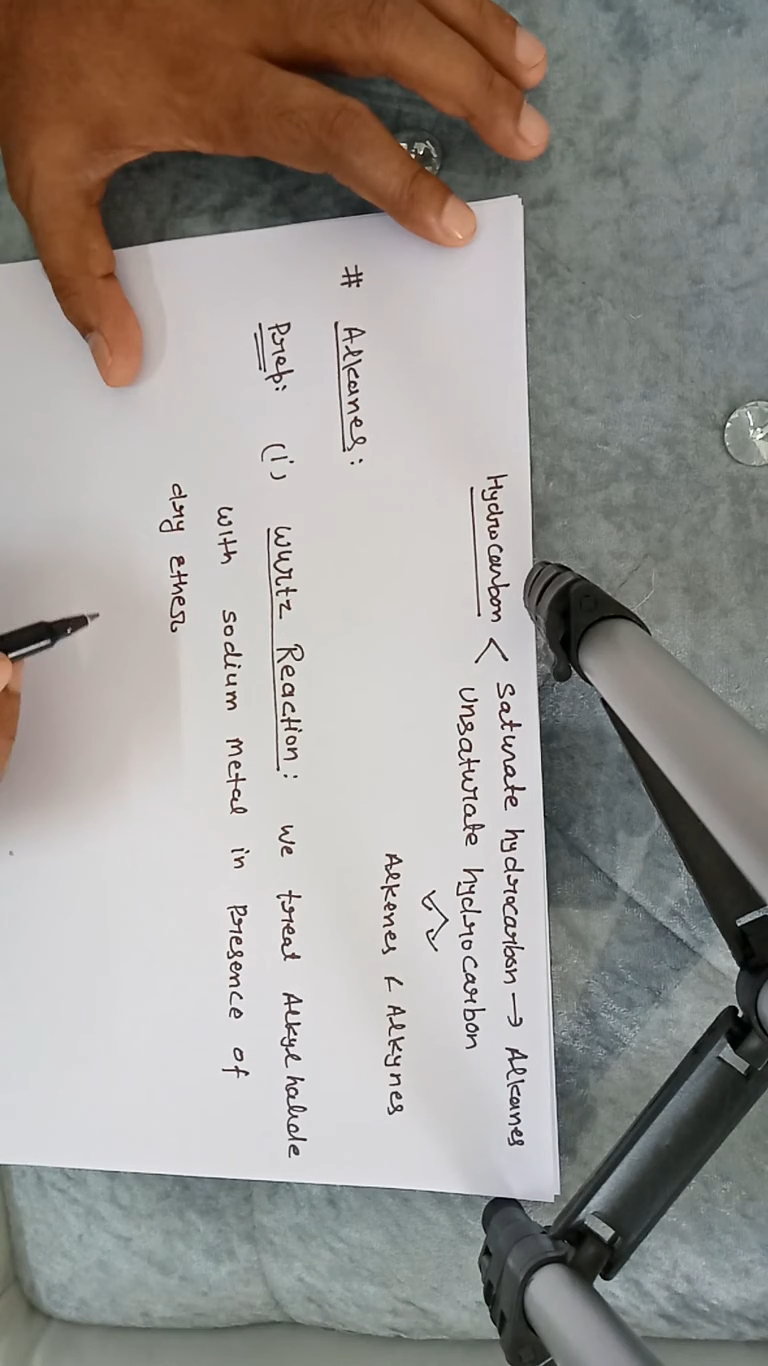 Hydrocarbon < Saturate hydrocarbon → Alkanes
Unsaturate hydrocarbon
Alkenes & Alkynes
# Alkanes:
Prep: (i) Wurtz Reaction: We treat Alkyl halide
with sodium metal in presence of
dry ether